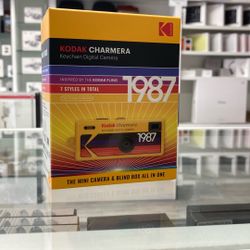 KODAK CHARMERA
Keychain Digital Camera
INSPIRED BY THE KODAK FLING
7 STYLES IN TOTAL
1987
Kodak
1987
THE MINI CAMERA & BLIND BOX ALL IN ONE